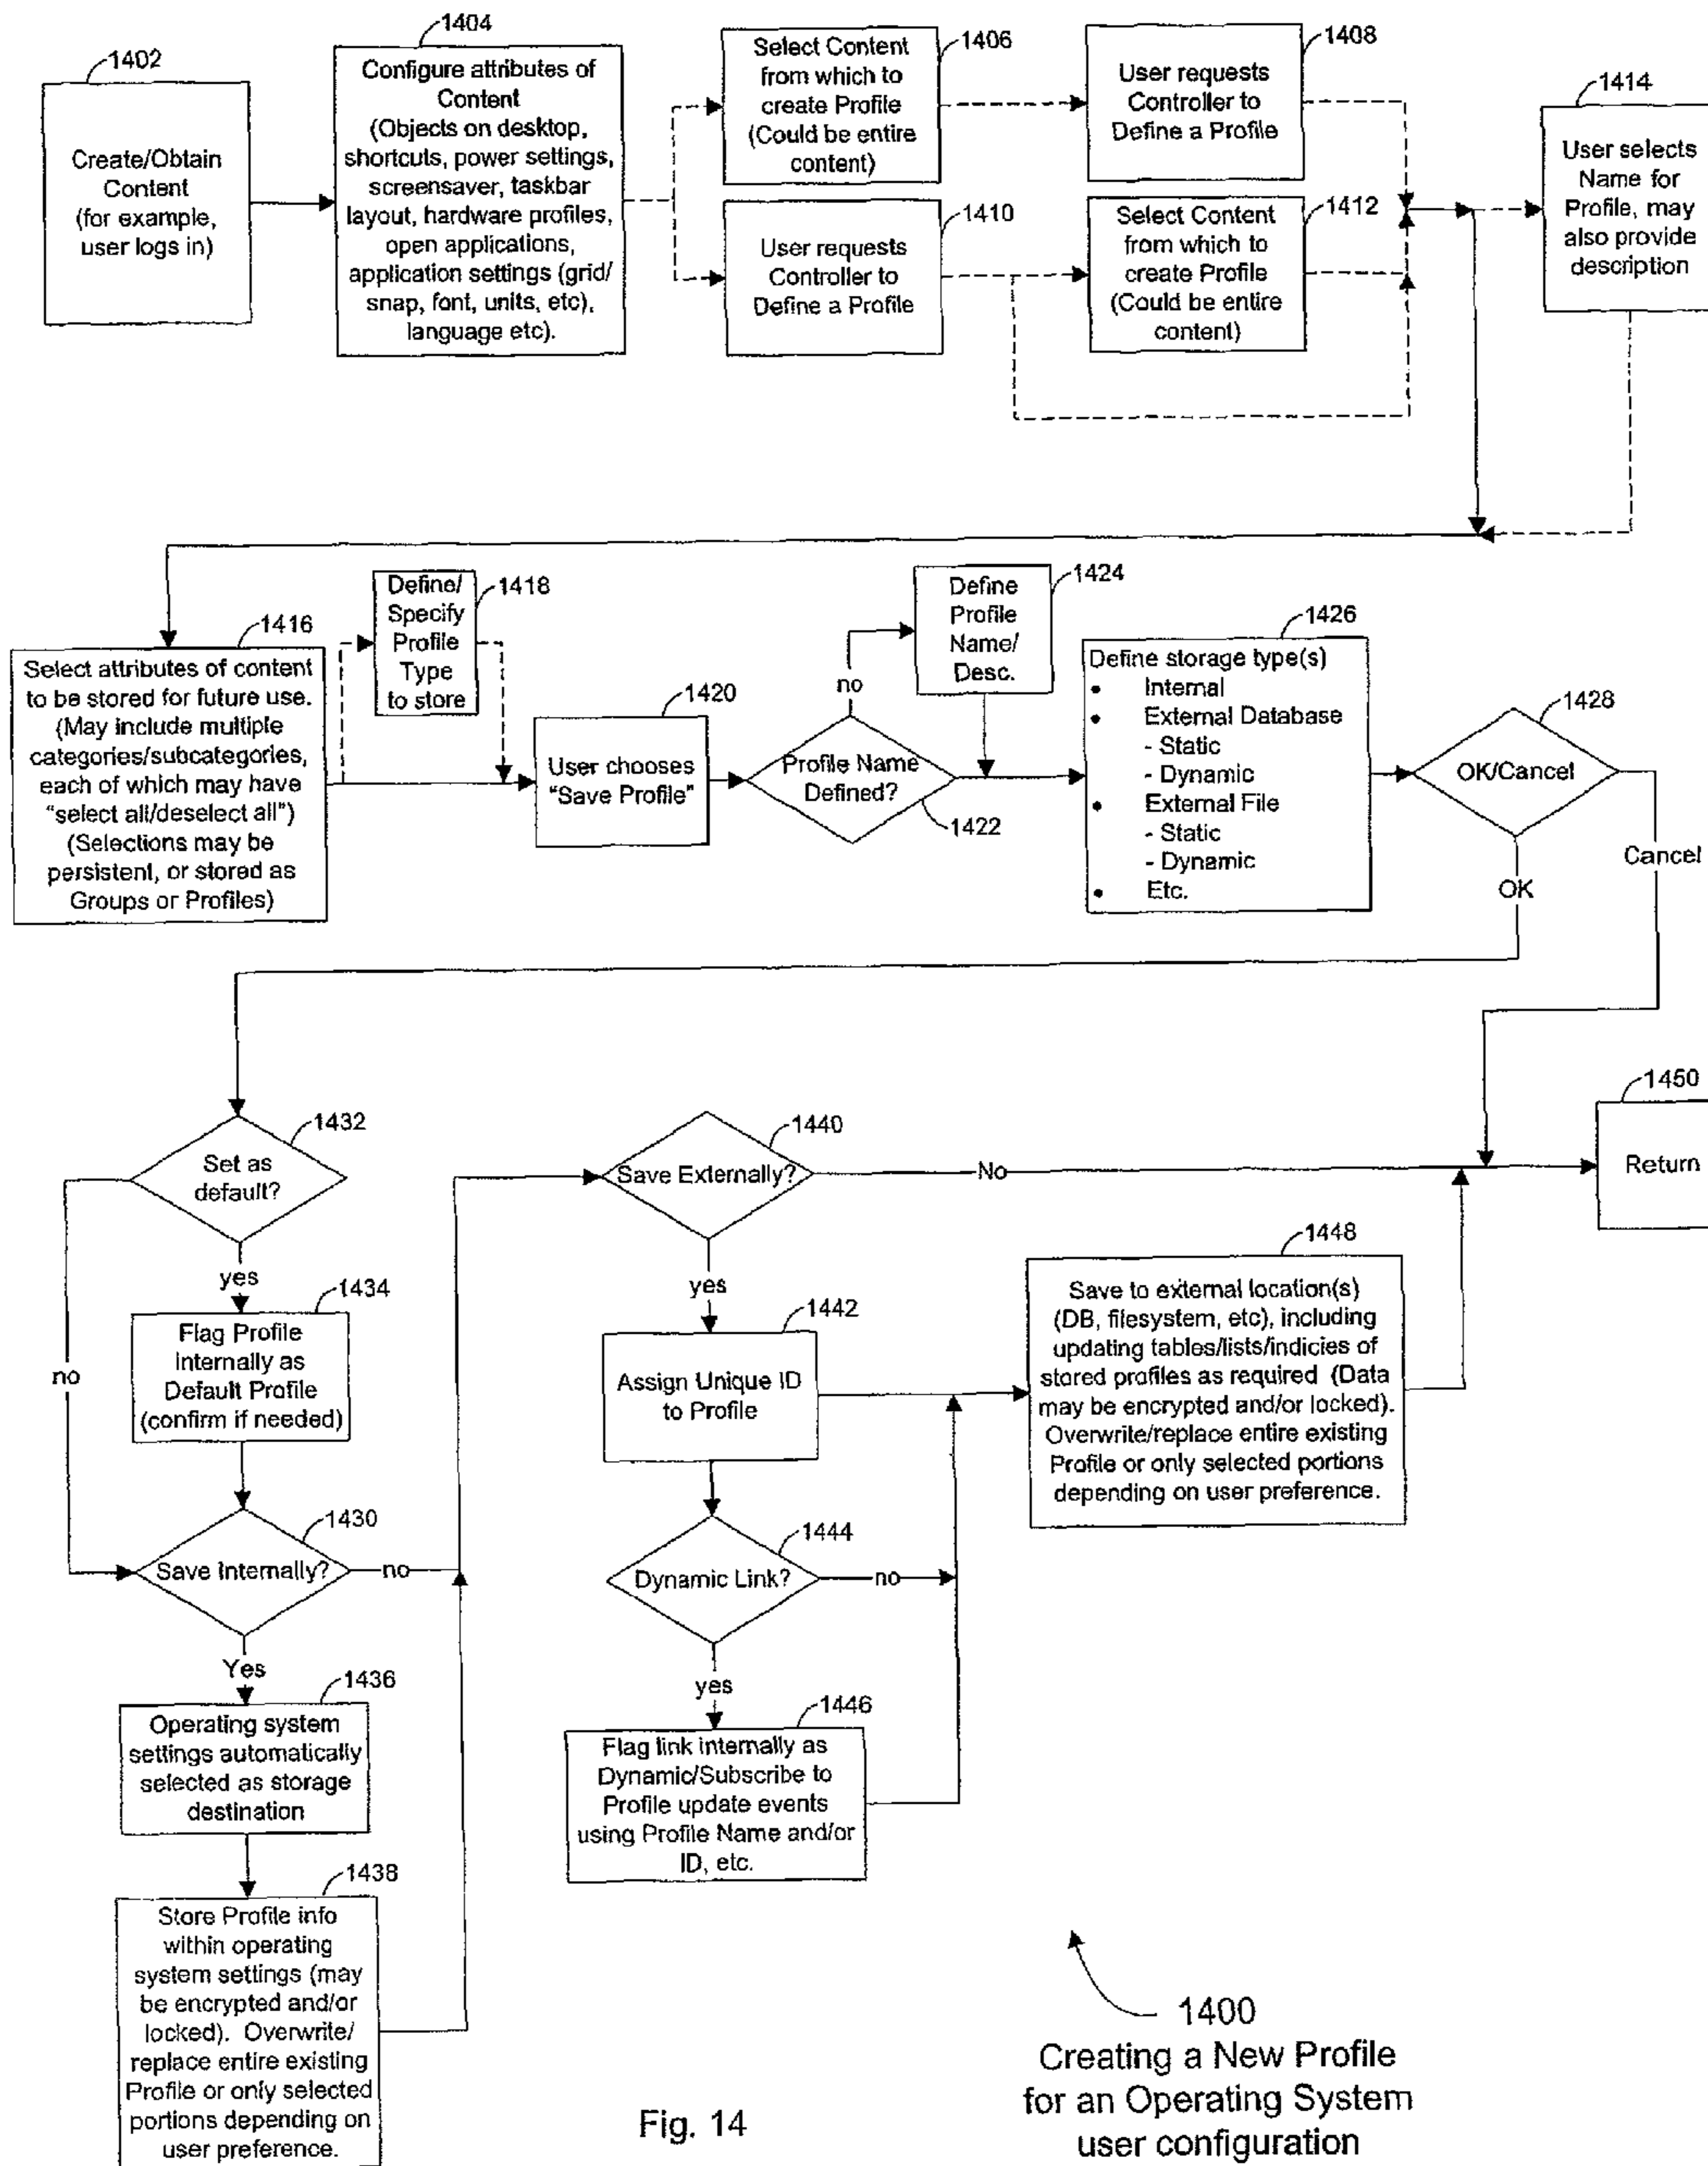 1402
Create/Obtain
Content
(for example,
user logs in)
1404
Configure attributes of
Content
(Objects on desktop,
shortcuts, power settings,
screensaver, taskbar
layout, hardware profiles,
open applications,
application settings (grid/
snap, font, units, etc),
language etc).
1406
Select Content
from which to
create Profile
(Could be entire
content)
1408
User requests
Controller to
Define a Profile
1410
User requests
Controller to
Define a Profile
1412
Select Content
from which to
create Profile
(Could be entire
content)
1414
User selects
Name for
Profile, may
also provide
description
1416
Select attributes of content
to be stored for future use.
(May include multiple
categories/subcategories,
each of which may have
“select all/deselect all”)
(Selections may be
persistent, or stored as
Groups or Profiles)
1418
Define/
Specify
Profile
Type
to store
1420
User chooses
“Save Profile”
1422
Profile Name
Defined?
no
1424
Define
Profile
Name/
Desc.
1426
Define storage type(s)
• Internal
• External Database
- Static
- Dynamic
• External File
- Static
- Dynamic
• Etc.
1428
OK/Cancel
Cancel
OK
1432
Set as
default?
yes
no
1434
Flag Profile
Internally as
Default Profile
(confirm if needed)
1430
Save Internally?
no
Yes
1436
Operating system
settings automatically
selected as storage
destination
1438
Store Profile info
within operating
system settings (may
be encrypted and/or
locked). Overwrite/
replace entire existing
Profile or only selected
portions depending on
user preference.
1440
Save Externally?
No
yes
1442
Assign Unique ID
to Profile
1444
Dynamic Link?
no
yes
1446
Flag link internally as
Dynamic/Subscribe to
Profile update events
using Profile Name and/or
ID, etc.
1448
Save to external location(s)
(DB, filesystem, etc), including
updating tables/lists/indicies of
stored profiles as required (Data
may be encrypted and/or locked).
Overwrite/replace entire existing
Profile or only selected portions
depending on user preference.
1450
Return
1400
Creating a New Profile
for an Operating System
user configuration
Fig. 14